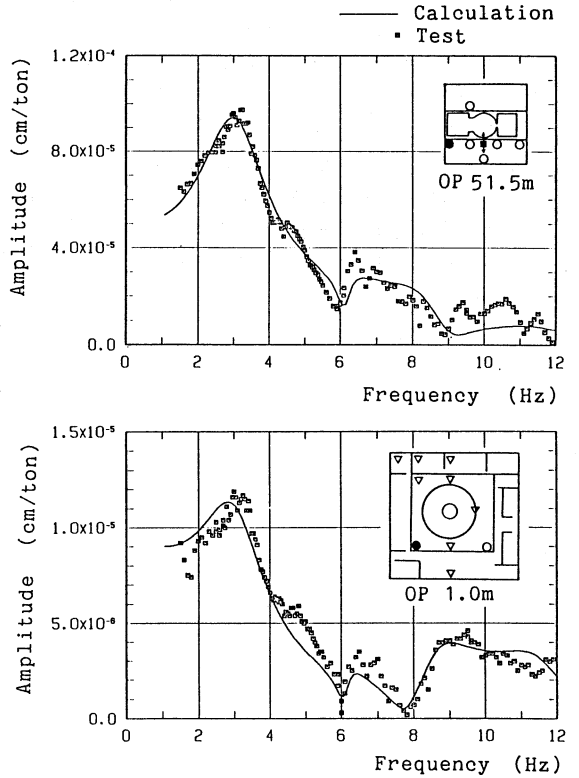 Calculation
Test
1.2x10-4
8.0x10-5
4.0x10-5
0.0
Amplitude (cm/ton)
OP 51.5m
0 2 4 6 8 10 12
Frequency (Hz)
1.5x10-5
1.0x10-5
5.0x10-6
0.0
Amplitude (cm/ton)
OP 1.0m
0 2 4 6 8 10 12
Frequency (Hz)